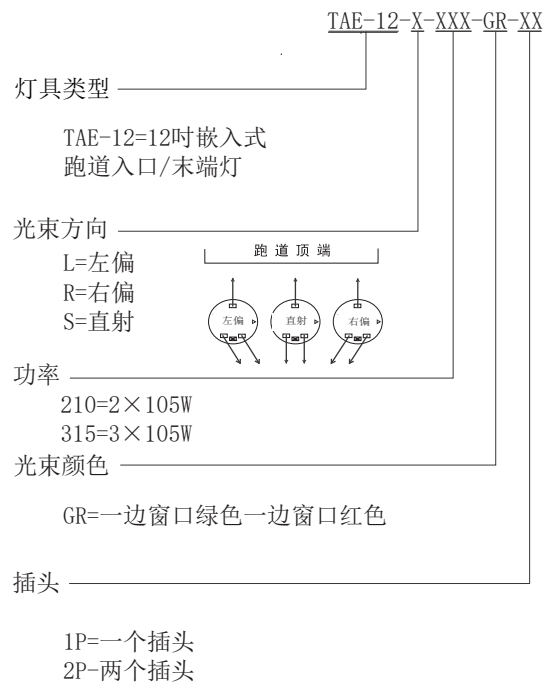 TAE-12-X-XXX-GR-XX
灯具类型
TAE-12=12吋嵌入式
跑道入口/末端灯
光束方向
L=左偏
R=右偏
S=直射
跑道顶端
左偏 直射 右偏
功率
210=2×105W
315=3×105W
光束颜色
GR=一边窗口绿色一边窗口红色
插头
1P=一个插头
2P-两个插头